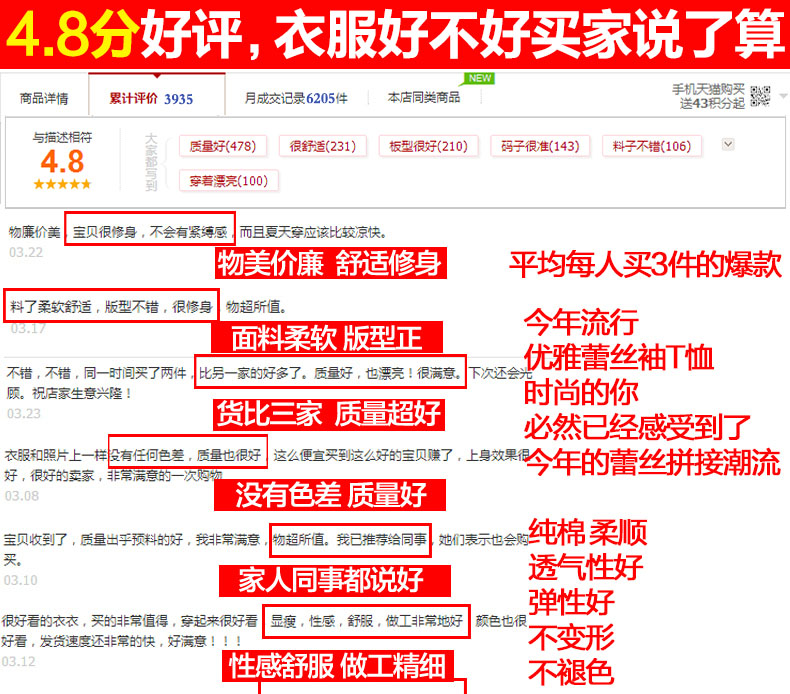 4.8分好评，衣服好不好买家说了算
商品详情
累计评价 3935
月成交记录6205件
本店同类商品
NEW
手机天猫购买
送43积分起
与描述相符
4.8
大家都写到
质量好(478)
很舒适(231)
板型很好(210)
码子很准(143)
料子不错(106)
穿着漂亮(100)
物廉价美，宝贝很修身，不会有紧缚感，而且夏天穿应该比较凉快。
03.22
物美价廉 舒适修身
平均每人买3件的爆款
料了柔软舒适，版型不错，很修身 物超所值。
03.17
面料柔软 版型正
今年流行
优雅蕾丝袖T恤
时尚的你
必然已经感受到了
今年的蕾丝拼接潮流
不错，不错，同一时间买了两件，比另一家的好多了。质量好，也漂亮！很满意。下次还会光
顾。祝店家生意兴隆！
03.23
货比三家 质量超好
衣服和照片上一样没有任何色差，质量也很好，这么便宜买到这么好的宝贝赚了，上身效果很
好，很好的卖家，非常满意的一次购物
03.08
没有色差 质量好
宝贝收到了，质量出乎预料的好，我非常满意，物超所值。我已推荐给同事，她们表示也会购
买。
03.10
家人同事都说好
纯棉 柔顺
透气性好
弹性好
不变形
不褪色
很好看的衣衣，买的非常值得，穿起来很好看 显瘦，性感，舒服，做工非常地好 颜色也很
好看，发货速度还非常的快，好满意！！！
03.12
性感舒服 做工精细